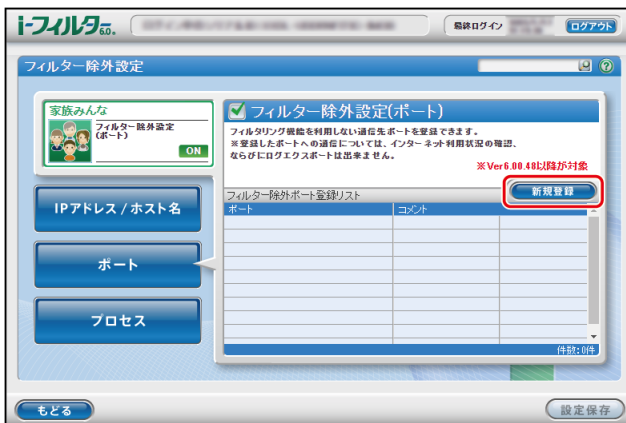 i-フィルター6.0.
最終ログイン
ログアウト
フィルター除外設定
家族みんな
フィルター除外設定
(ポート)
ON
IPアドレス/ホスト名
ポート
プロセス
フィルター除外設定(ポート)
フィルタリング機能を利用しない通信先ポートを登録できます。
※登録したポートへの通信については、インターネット利用状況の確認、
ならびにログエクスポートは出来ません。
※Ver6.00.48以降が対象
フィルター除外ポート登録リスト
新規登録
ポート
コメント
件数:0件
もどる
設定保存